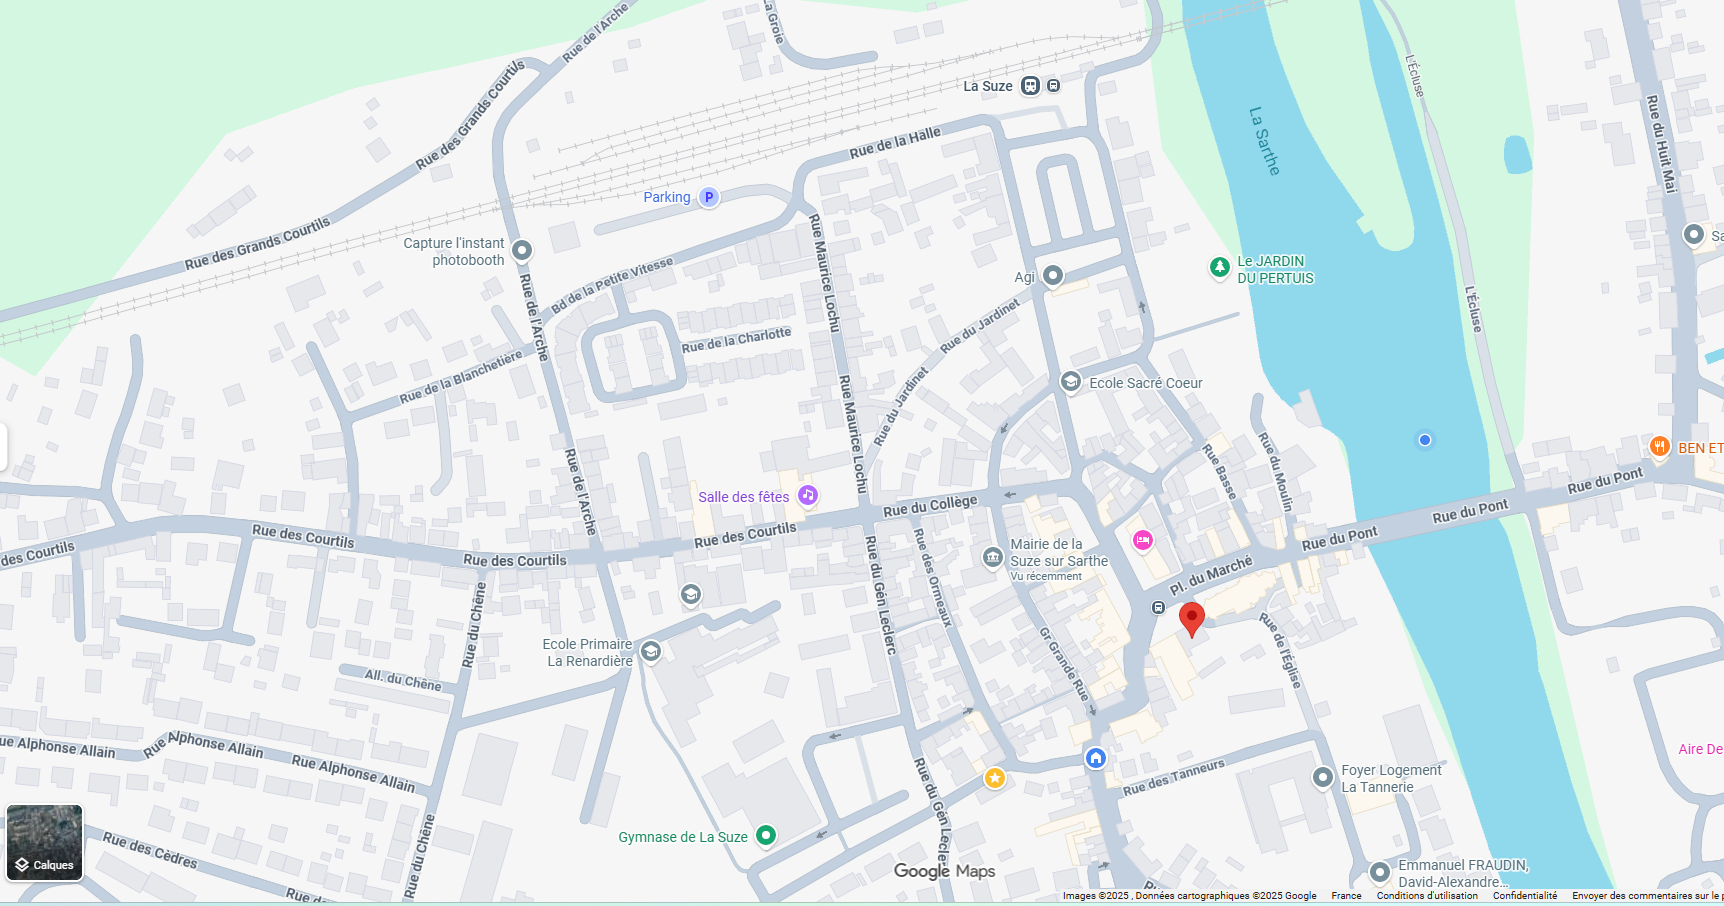 Rue de l'Arche
La Groie
Rue des Grands Courtils
La Suze
L'Écluse
La Sarthe
Rue du Huit Mai
Rue de la Halle
Parking
P
Rue des Grands Courtils
Capture l'instant
photobooth
Rue Maurice Lochu
Bd de la Petite Vitesse
Agi
Le JARDIN
DU PERTUIS
Sa
Rue de l'Arche
Rue de la Charlotte
Rue du Jardinet
L'Écluse
Rue de la Blanchetière
Rue Maurice Lochu
Rue du Jardinet
Ecole Sacré Coeur
BEN ET
Rue de l'Arche
Salle des fêtes
Rue du Collège
Rue Basse
Rue du Moulin
Rue du Pont
Rue du Pont
Rue du Pont
des Courtils
Rue des Courtils
Rue des Courtils
Rue des Courtils
Mairie de la
Suze sur Sarthe
Vu récemment
Pl. du Marché
Rue du Gén Leclerc
Rue des Ormeaux
Rue du Chêne
Ecole Primaire
La Renardière
Gr Grande Rue
Rue de l'Église
All. du Chêne
ue Alphonse Allain
Rue Alphonse Allain
Rue Alphonse Allain
Aire De
Rue des Tanneurs
Foyer Logement
La Tannerie
Rue du Gén Lecler
Gymnase de La Suze
Rue du Chêne
Calques
Rue des Cèdres
Rue des
Google Maps
Emmanuel FRAUDIN,
David-Alexandre...
Images ©2025 , Données cartographiques ©2025 Google France Conditions d'utilisation Confidentialité Envoyer des commentaires sur le p